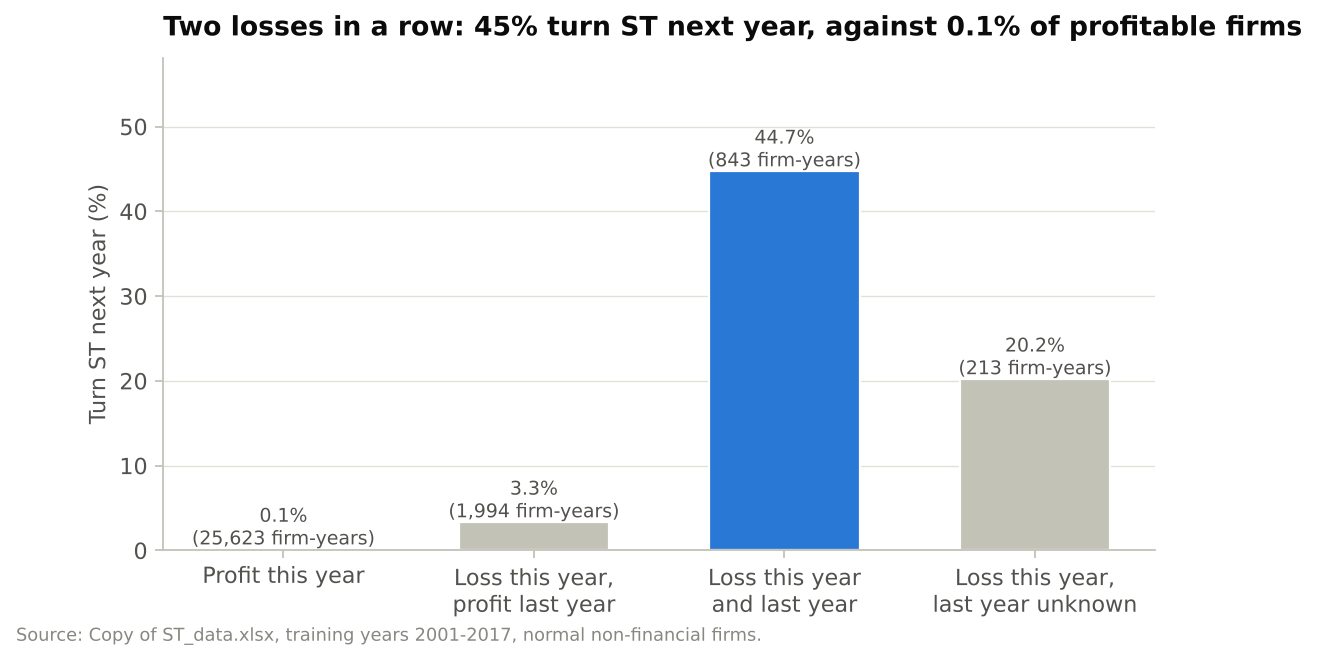 Two losses in a row: 45% turn ST next year, against 0.1% of profitable firms
Turn ST next year (%)
50
40
30
20
10
0
0.1%
(25,623 firm-years)
3.3%
(1,994 firm-years)
44.7%
(843 firm-years)
20.2%
(213 firm-years)
Profit this year
Loss this year,
profit last year
Loss this year
and last year
Loss this year,
last year unknown
Source: Copy of ST_data.xlsx, training years 2001-2017, normal non-financial firms.